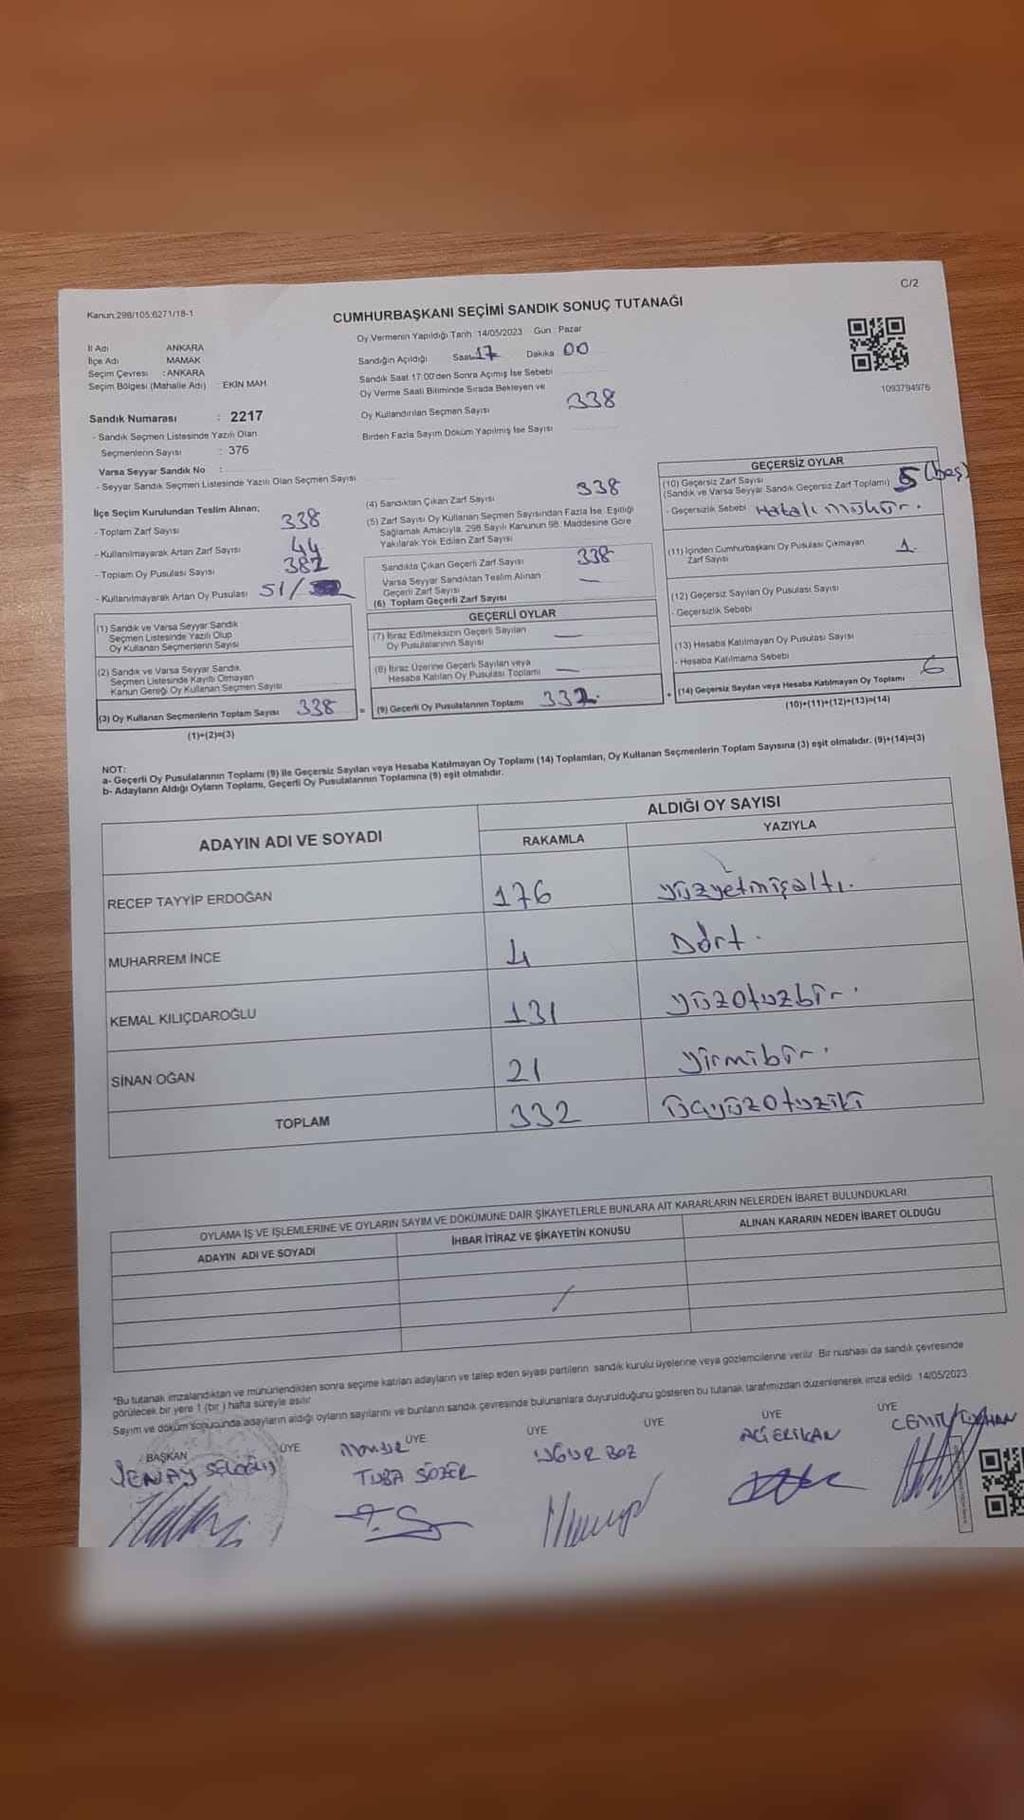 C/2
Kanun:298/105:6271/18-1
CUMHURBAŞKANI SEÇİMİ SANDIK SONUÇ TUTANAĞI
İl Adı ANKARA
İlçe Adı MAMAK
Seçim Çevresi : ANKARA
Seçim Bölgesi (Mahalle Adı) : EKİN MAH
Oy Vermenin Yapıldığı Tarih: 14/05/2023 Gün : Pazar
Sandığın Açıldığı Saat 17 Dakika 00
Sandık Saat 17:00'den Sonra Açımış İse Sebebi
Oy Verme Saati Bitiminde Sırada Bekleyen ve
Oy Kullandırılan Seçmen Sayısı 338
Birden Fazla Sayım Döküm Yapılmış İse Sayısı
1093794976
Sandık Numarası : 2217
- Sandık Seçmen Listesinde Yazılı Olan
Seçmenlerin Sayısı : 376
Varsa Seyyar Sandık No :
- Seyyar Sandık Seçmen Listesinde Yazılı Olan Seçmen Sayısı
İlçe Seçim Kurulundan Teslim Alınan;
- Toplam Zarf Sayısı 338
- Kullanılmayarak Artan Zarf Sayısı 44
- Toplam Oy Pusulası Sayısı 382
- Kullanılmayarak Artan Oy Pusulası 51/
(1) Sandık ve Varsa Seyyar Sandık
Seçmen Listesinde Yazılı Olup
Oy Kullanan Seçmenlerin Sayısı
(2) Sandık ve Varsa Seyyar Sandık
Seçmen Listesinde Kayıtlı Olmayan
Kanun Gereği Oy Kullanan Seçmen Sayısı
(3) Oy Kullanan Seçmenlerin Toplam Sayısı 338
(1)+(2)=(3)
(4) Sandıktan Çıkan Zarf Sayısı 338
(5) Zarf Sayısı Oy Kullanan Seçmen Sayısından Fazla İse, Eşitliği
Sağlamak Amacıyla, 298 Sayılı Kanunun 98. Maddesine Göre
Yakılarak Yok Edilen Zarf Sayısı
Sandıkta Çıkan Geçerli Zarf Sayısı 338
Varsa Seyyar Sandıktan Teslim Alınan
Geçerli Zarf Sayısı —
(6) Toplam Geçerli Zarf Sayısı
GEÇERLİ OYLAR
(7) İtiraz Edilmeksizin Geçerli Sayılan
Oy Pusulalarının Sayısı —
(8) İtiraz Üzerine Geçerli Sayılan veya
Hesaba Katılan Oy Pusulası Toplamı —
= (9) Geçerli Oy Pusulalarının Toplamı 332.
GEÇERSİZ OYLAR
(10) Geçersiz Zarf Sayısı
(Sandık ve Varsa Seyyar Sandık Geçersiz Zarf Toplamı) 5 (beş)
- Geçersizlik Sebebi Hatalı mühür.
(11) İçinden Cumhurbaşkanı Oy Pusulası Çıkmayan
Zarf Sayısı 1.
(12) Geçersiz Sayılan Oy Pusulası Sayısı
- Geçersizlik Sebebi
(13) Hesaba Katılmayan Oy Pusulası Sayısı
- Hesaba Katılmama Sebebi
+ (14) Geçersiz Sayılan veya Hesaba Katılmayan Oy Toplamı 6
(10)+(11)+(12)+(13)=(14)
NOT:
a- Geçerli Oy Pusulalarının Toplamı (9) İle Geçersiz Sayılan veya Hesaba Katılmayan Oy Toplamı (14) Toplamları, Oy Kullanan Seçmenlerin Toplam Sayısına (3) eşit olmalıdır. (9)+(14)=(3)
b- Adayların Aldığı Oyların Toplamı, Geçerli Oy Pusulalarının Toplamına (9) eşit olmalıdır.
ADAYIN ADI VE SOYADI ALDIĞI OY SAYISI
RAKAMLA YAZIYLA
RECEP TAYYİP ERDOĞAN 176 yüzyetmişaltı.
MUHARREM İNCE 4 Dört.
KEMAL KILIÇDAROĞLU 131 yüzotuzbir.
SİNAN OĞAN 21 yirmibir.
TOPLAM 332 üçyüzotuziki
OYLAMA İŞ VE İŞLEMLERİNE VE OYLARIN SAYIM VE DÖKÜMÜNE DAİR ŞİKAYETLERLE BUNLARA AİT KARARLARIN NELERDEN İBARET BULUNDUKLARI
ADAYIN ADI VE SOYADI İHBAR İTİRAZ VE ŞİKAYETİN KONUSU ALINAN KARARIN NEDEN İBARET OLDUĞU
/
"Bu tutanak imzalandıktan ve mühürlendikten sonra seçime katılan adayların ve talep eden siyasi partilerin sandık kurulu üyelerine veya gözlemcilerine verilir. Bir nüshası da sandık çevresinde
görülecek bir yere 1 (bir ) hafta süreyle asılır
Sayım ve döküm sonucunda adayların aldığı oyların sayılarını ve bunların sandık çevresinde bulunanlara duyurulduğunu gösteren bu tutanak tarafımızdan düzenlenerek imza edildi. 14/05/2023
BAŞKAN ÜYE ÜYE ÜYE ÜYE ÜYE ÜYE
ŞENAY TUBA SÖZER UĞUR BOZ